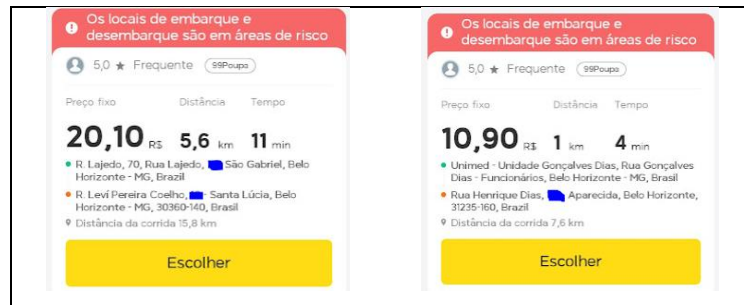 Os locais de embarque e
desembarque são em áreas de risco
5,0 ★ Frequente 99Poupa
Preço fixo Distância Tempo
20,10 R$ 5,6 km 11 min
R. Lajedo, 70, Rua Lajedo, São Gabriel, Belo
Horizonte - MG, Brazil
R. Leví Pereira Coelho, - Santa Lúcia, Belo
Horizonte - MG, 30360-140, Brasil
Distância da corrida 15,8 km
Escolher
Os locais de embarque e
desembarque são em áreas de risco
5,0 ★ Frequente 99Poupa
Preço fixo Distância Tempo
10,90 R$ 1 km 4 min
Unimed - Unidade Gonçalves Dias, Rua Gonçalves
Dias - Funcionários, Belo Horizonte - MG, Brasil
Rua Henrique Dias, Aparecida, Belo Horizonte,
31235-160, Brazil
Distância da corrida 7,6 km
Escolher